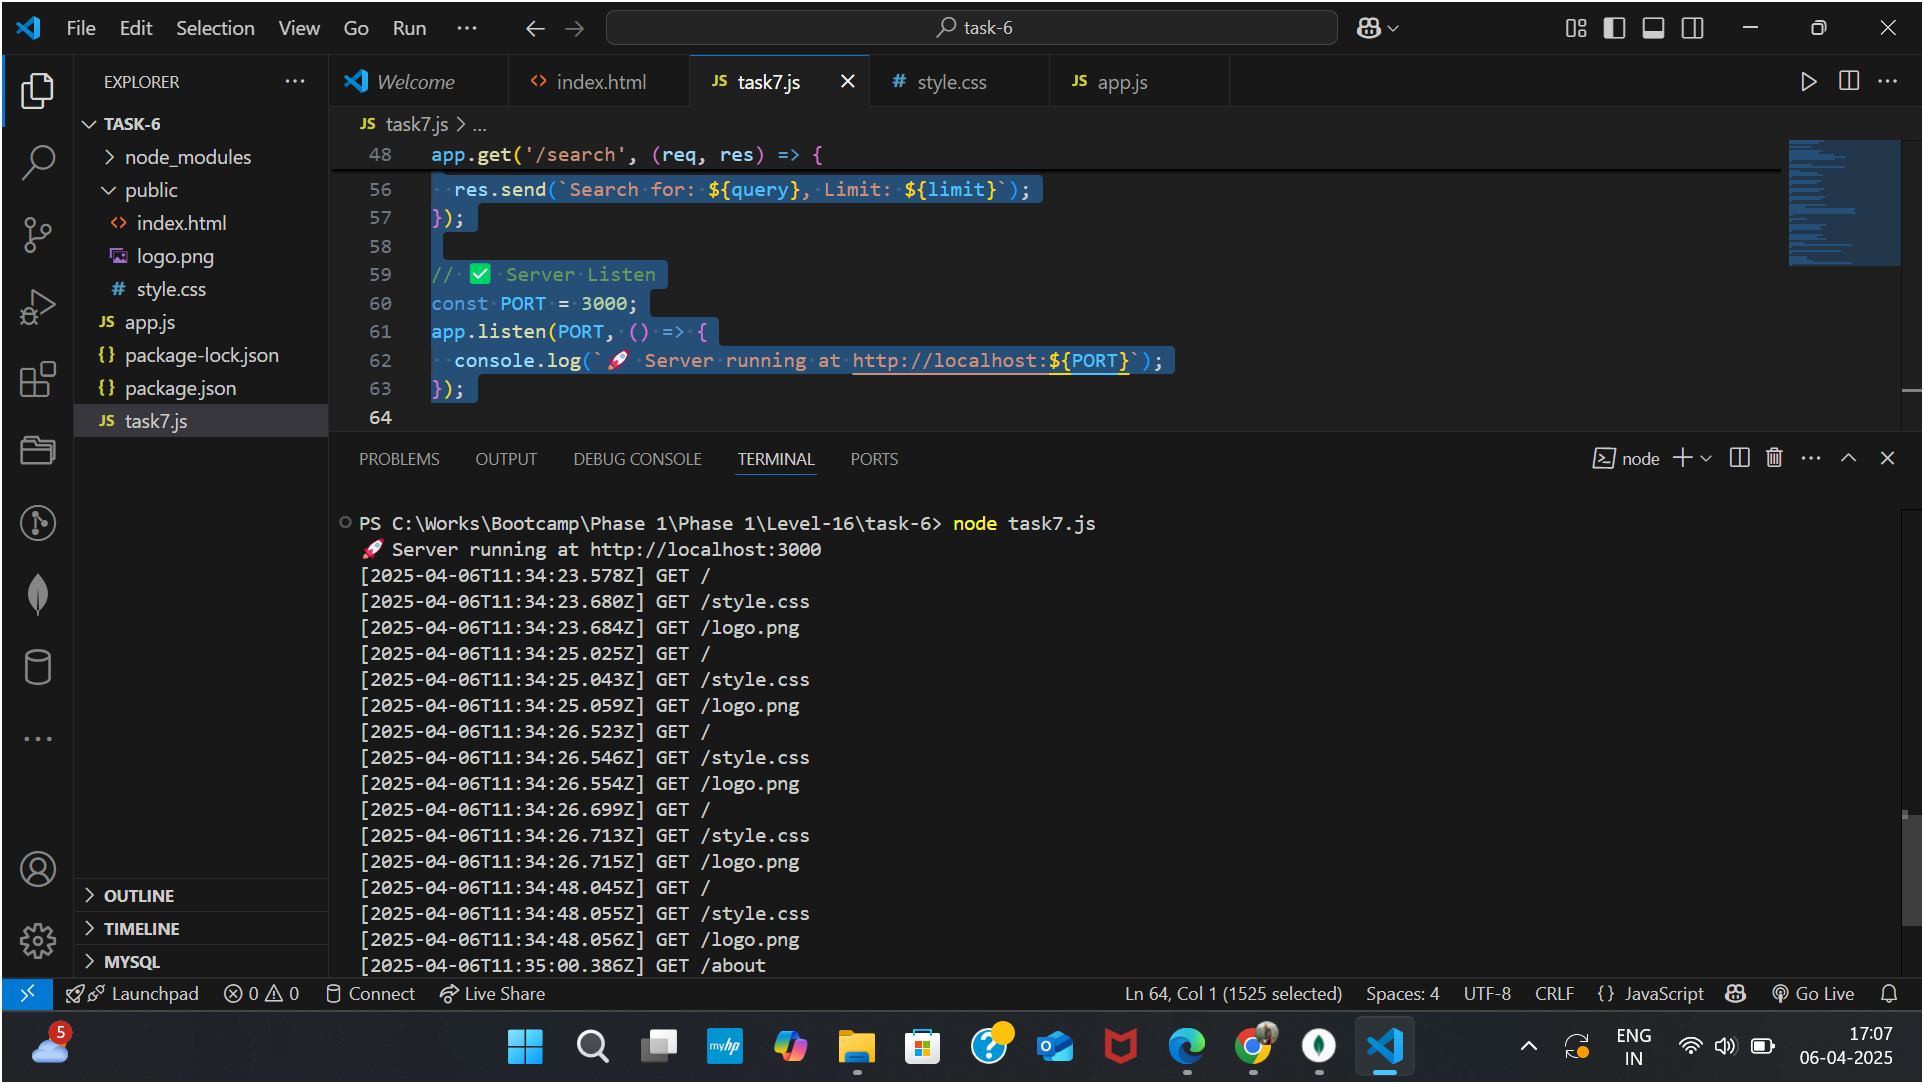 File Edit Selection View Go Run ··· task-6
EXPLORER ···
TASK-6
node_modules
public
index.html
logo.png
style.css
app.js
package-lock.json
package.json
task7.js
OUTLINE
TIMELINE
MYSQL
Welcome index.html JS task7.js # style.css JS app.js
JS task7.js > ...
48 app.get('/search', (req, res) => {
56 res.send(`Search for: ${query}, Limit: ${limit}`);
57 });
58
59 // ✅ Server Listen
60 const PORT = 3000;
61 app.listen(PORT, () => {
62 console.log(`🚀 Server running at http://localhost:${PORT}`);
63 });
64
PROBLEMS OUTPUT DEBUG CONSOLE TERMINAL PORTS node
PS C:\Works\Bootcamp\Phase 1\Phase 1\Level-16\task-6> node task7.js
🚀 Server running at http://localhost:3000
[2025-04-06T11:34:23.578Z] GET /
[2025-04-06T11:34:23.680Z] GET /style.css
[2025-04-06T11:34:23.684Z] GET /logo.png
[2025-04-06T11:34:25.025Z] GET /
[2025-04-06T11:34:25.043Z] GET /style.css
[2025-04-06T11:34:25.059Z] GET /logo.png
[2025-04-06T11:34:26.523Z] GET /
[2025-04-06T11:34:26.546Z] GET /style.css
[2025-04-06T11:34:26.554Z] GET /logo.png
[2025-04-06T11:34:26.699Z] GET /
[2025-04-06T11:34:26.713Z] GET /style.css
[2025-04-06T11:34:26.715Z] GET /logo.png
[2025-04-06T11:34:48.045Z] GET /
[2025-04-06T11:34:48.055Z] GET /style.css
[2025-04-06T11:34:48.056Z] GET /logo.png
[2025-04-06T11:35:00.386Z] GET /about
Launchpad 0 0 Connect Live Share Ln 64, Col 1 (1525 selected) Spaces: 4 UTF-8 CRLF {} JavaScript Go Live
5 myhp ENG IN 17:07
06-04-2025